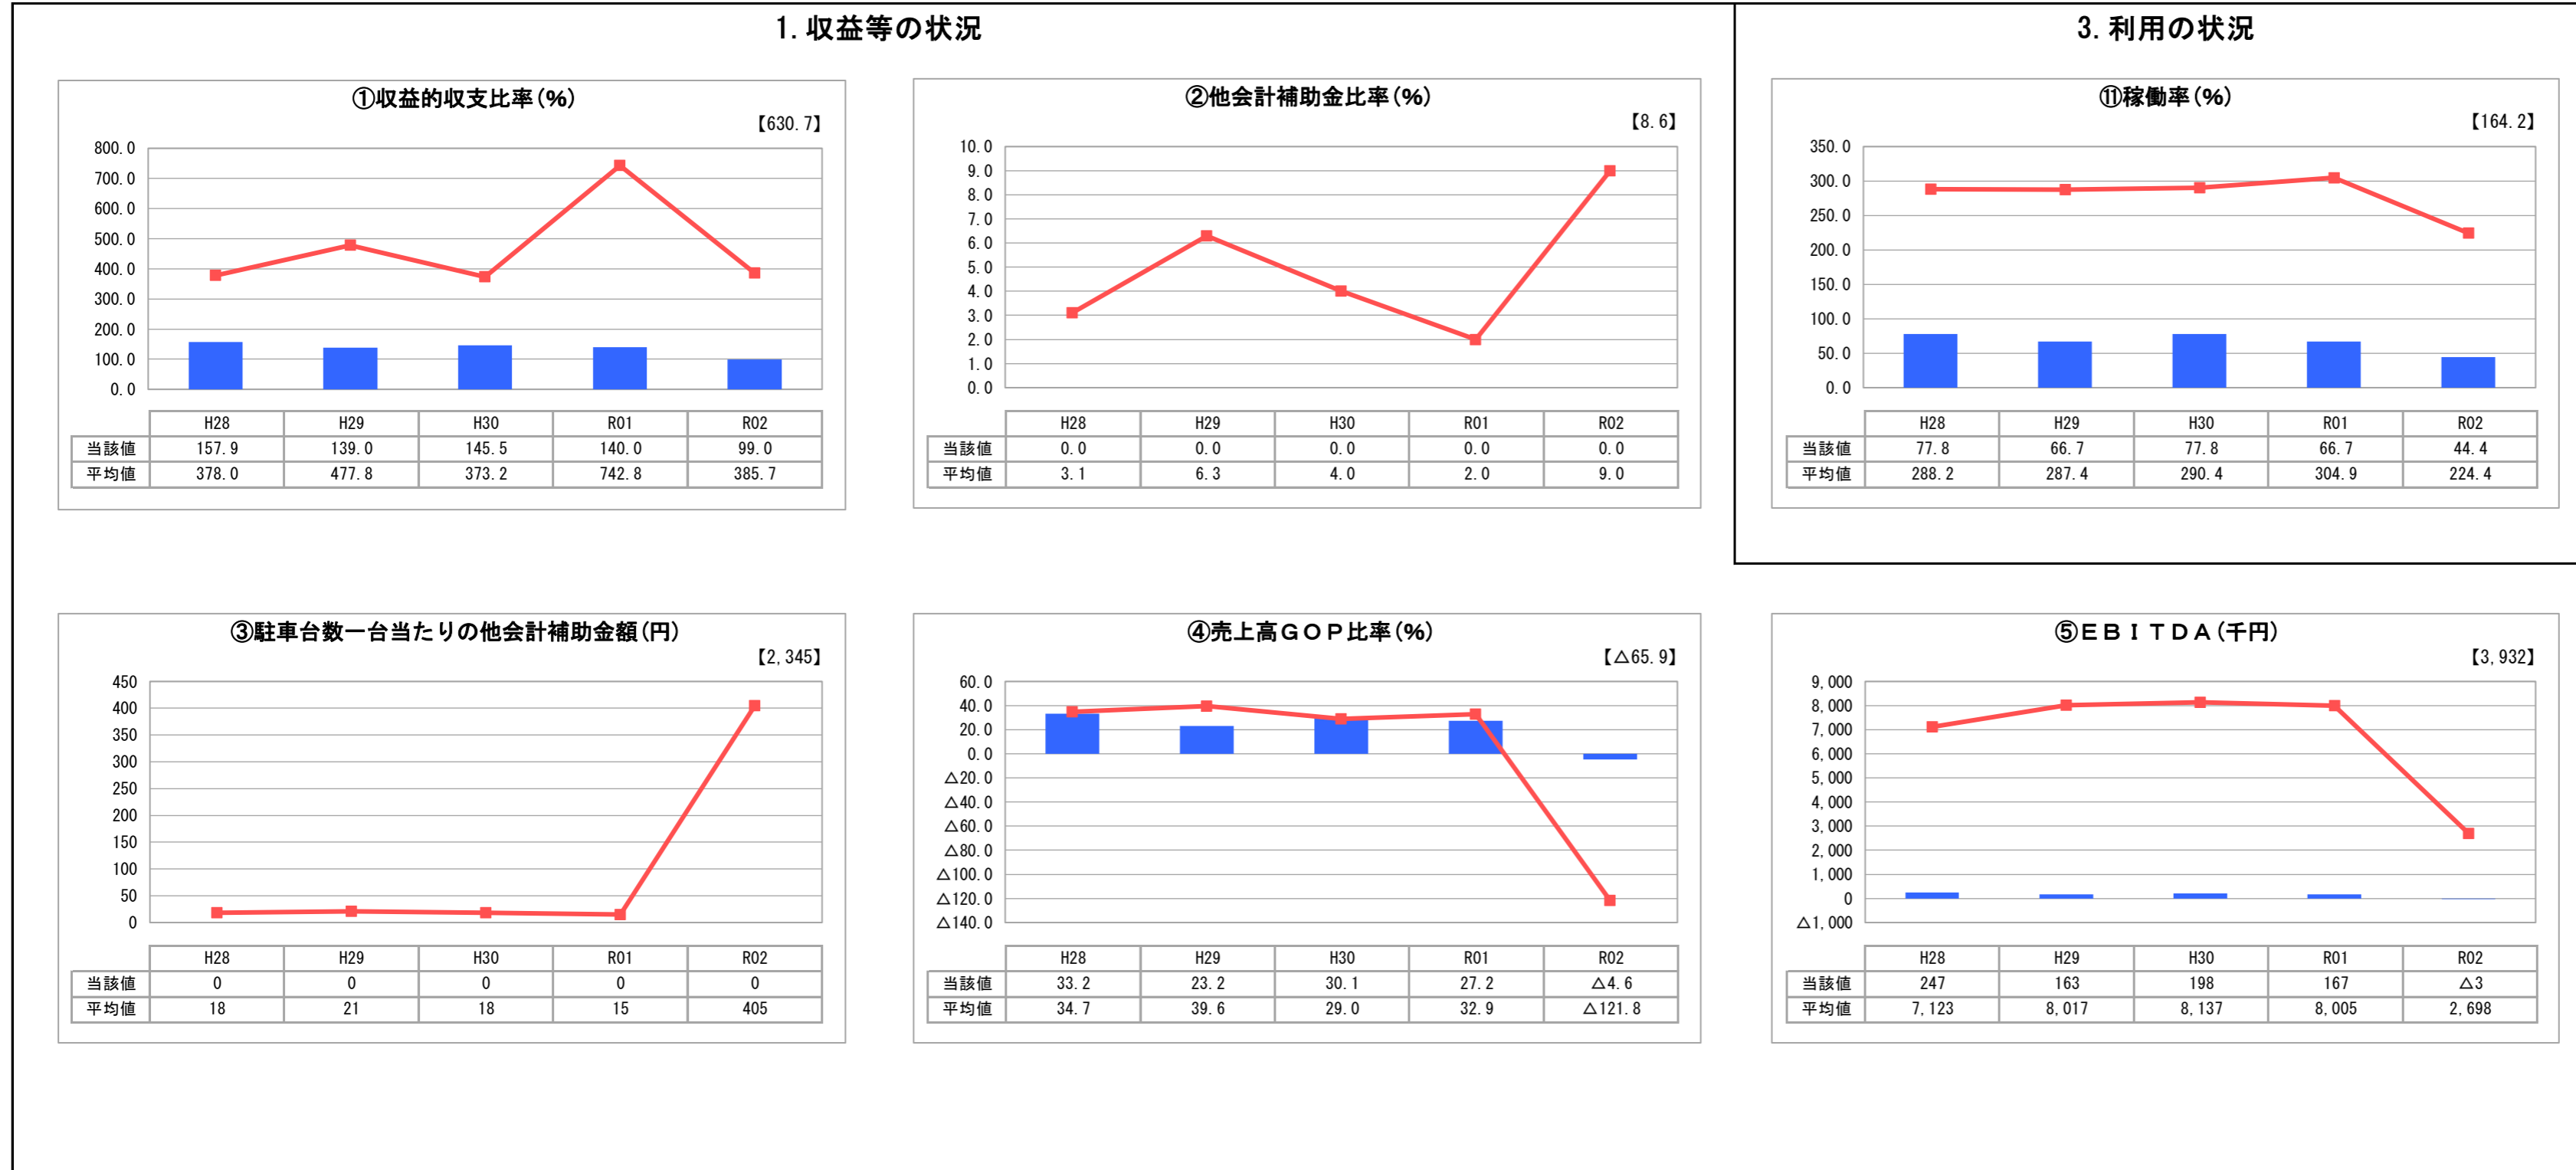 1. 収益等の状況
3. 利用の状況
①収益的収支比率(%)
【630.7】
800.0
700.0
600.0
500.0
400.0
300.0
200.0
100.0
0.0
H28 H29 H30 R01 R02
当該値 157.9 139.0 145.5 140.0 99.0
平均値 378.0 477.8 373.2 742.8 385.7
②他会計補助金比率(%)
【8.6】
10.0
9.0
8.0
7.0
6.0
5.0
4.0
3.0
2.0
1.0
0.0
H28 H29 H30 R01 R02
当該値 0.0 0.0 0.0 0.0 0.0
平均値 3.1 6.3 4.0 2.0 9.0
⑪稼働率(%)
【164.2】
350.0
300.0
250.0
200.0
150.0
100.0
50.0
0.0
H28 H29 H30 R01 R02
当該値 77.8 66.7 77.8 66.7 44.4
平均値 288.2 287.4 290.4 304.9 224.4
③駐車台数一台当たりの他会計補助金額(円)
【2,345】
450
400
350
300
250
200
150
100
50
0
H28 H29 H30 R01 R02
当該値 0 0 0 0 0
平均値 18 21 18 15 405
④売上高GOP比率(%)
【△65.9】
60.0
40.0
20.0
0.0
△20.0
△40.0
△60.0
△80.0
△100.0
△120.0
△140.0
H28 H29 H30 R01 R02
当該値 33.2 23.2 30.1 27.2 △4.6
平均値 34.7 39.6 29.0 32.9 △121.8
⑤EBITDA(千円)
【3,932】
9,000
8,000
7,000
6,000
5,000
4,000
3,000
2,000
1,000
0
△1,000
H28 H29 H30 R01 R02
当該値 247 163 198 167 △3
平均値 7,123 8,017 8,137 8,005 2,698